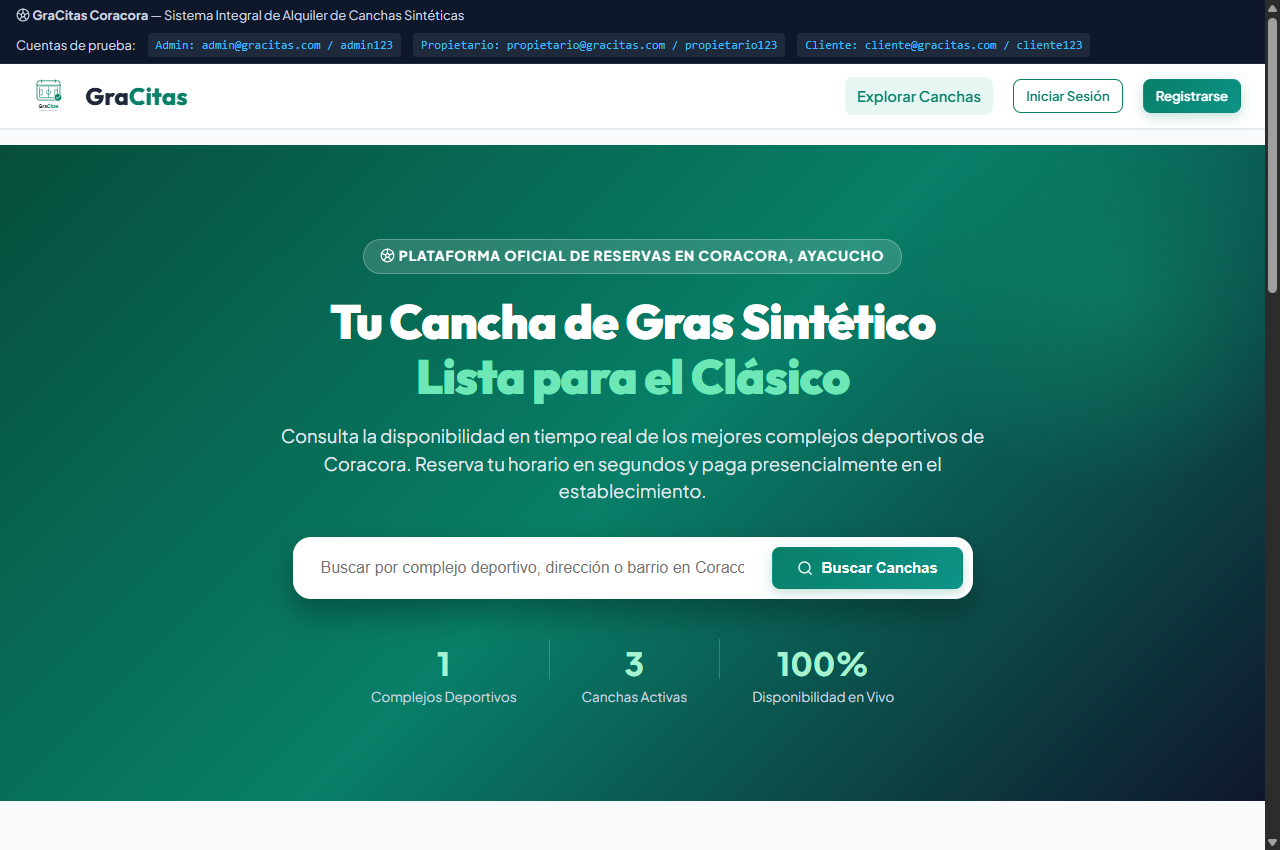 GraCitas Coracora — Sistema Integral de Alquiler de Canchas Sintéticas
Cuentas de prueba: Admin: admin@gracitas.com / admin123 Propietario: propietario@gracitas.com / propietario123 Cliente: cliente@gracitas.com / cliente123
GraCitas
GraCitas
Explorar Canchas
Iniciar Sesión
Registrarse
PLATAFORMA OFICIAL DE RESERVAS EN CORACORA, AYACUCHO
Tu Cancha de Gras Sintético
Lista para el Clásico
Consulta la disponibilidad en tiempo real de los mejores complejos deportivos de
Coracora. Reserva tu horario en segundos y paga presencialmente en el
establecimiento.
Buscar por complejo deportivo, dirección o barrio en Corac
Buscar Canchas
1
Complejos Deportivos
3
Canchas Activas
100%
Disponibilidad en Vivo